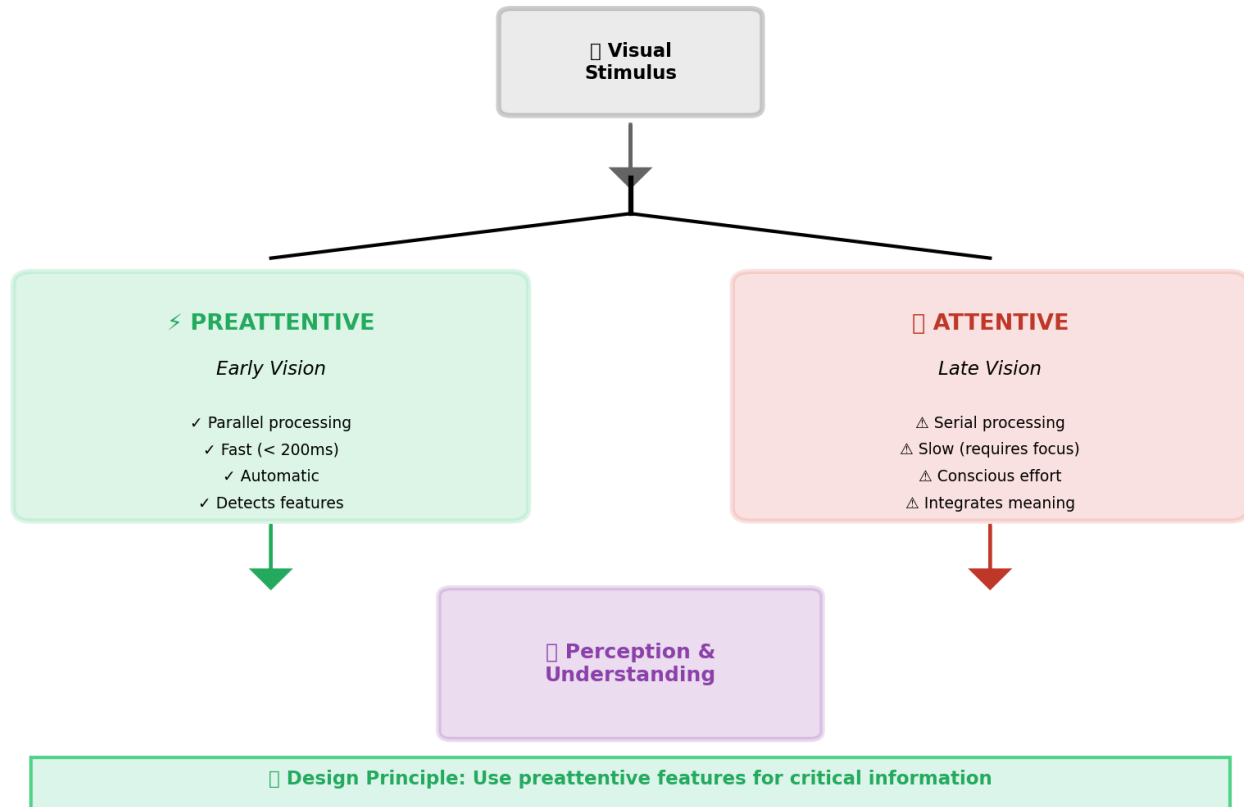 Visual
Stimulus
⚡ PREATTENTIVE
Early Vision
✓ Parallel processing
✓ Fast (< 200ms)
✓ Automatic
✓ Detects features
ATTENTIVE
Late Vision
⚠ Serial processing
⚠ Slow (requires focus)
⚠ Conscious effort
⚠ Integrates meaning
Perception &
Understanding
Design Principle: Use preattentive features for critical information